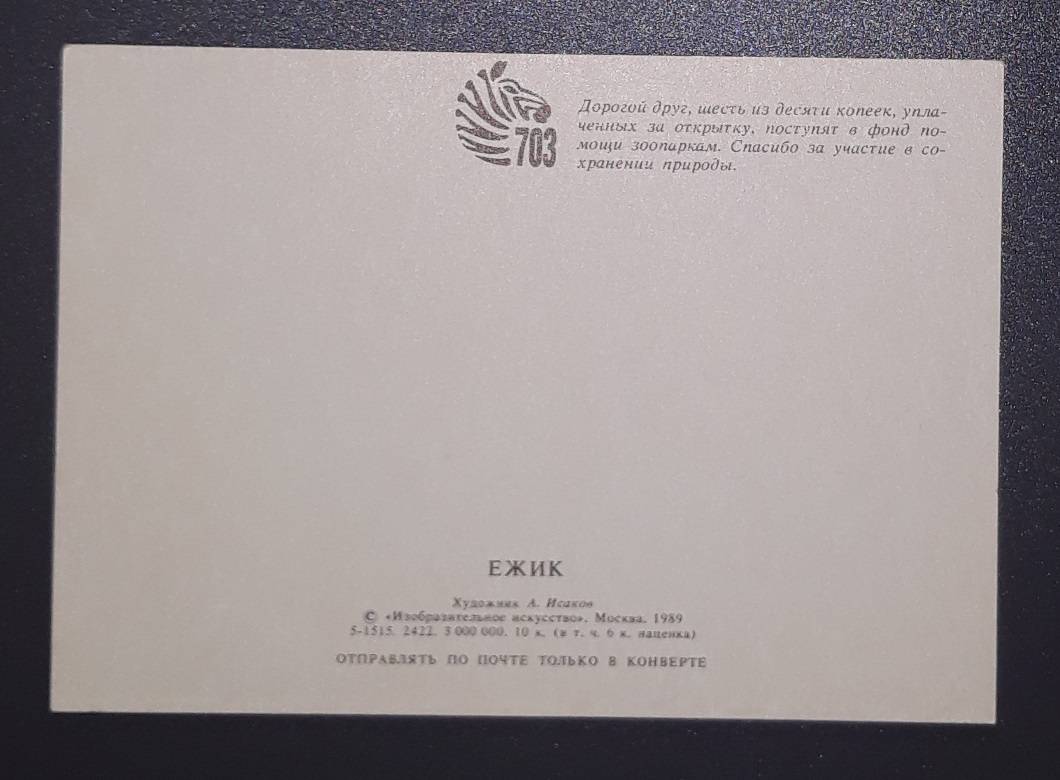 703
Дорогой друг, шесть из десяти копеек, упла-
ченных за открытку, поступят в фонд по-
мощи зоопаркам. Спасибо за участие в со-
хранении природы.
ЕЖИК
Художник А. Исаков
© «Изобразительное искусство». Москва. 1989
5-1515. 2422. 3 000 000. 10 к. (в т. ч. 6 к. наценка)
ОТПРАВЛЯТЬ ПО ПОЧТЕ ТОЛЬКО В КОНВЕРТЕ